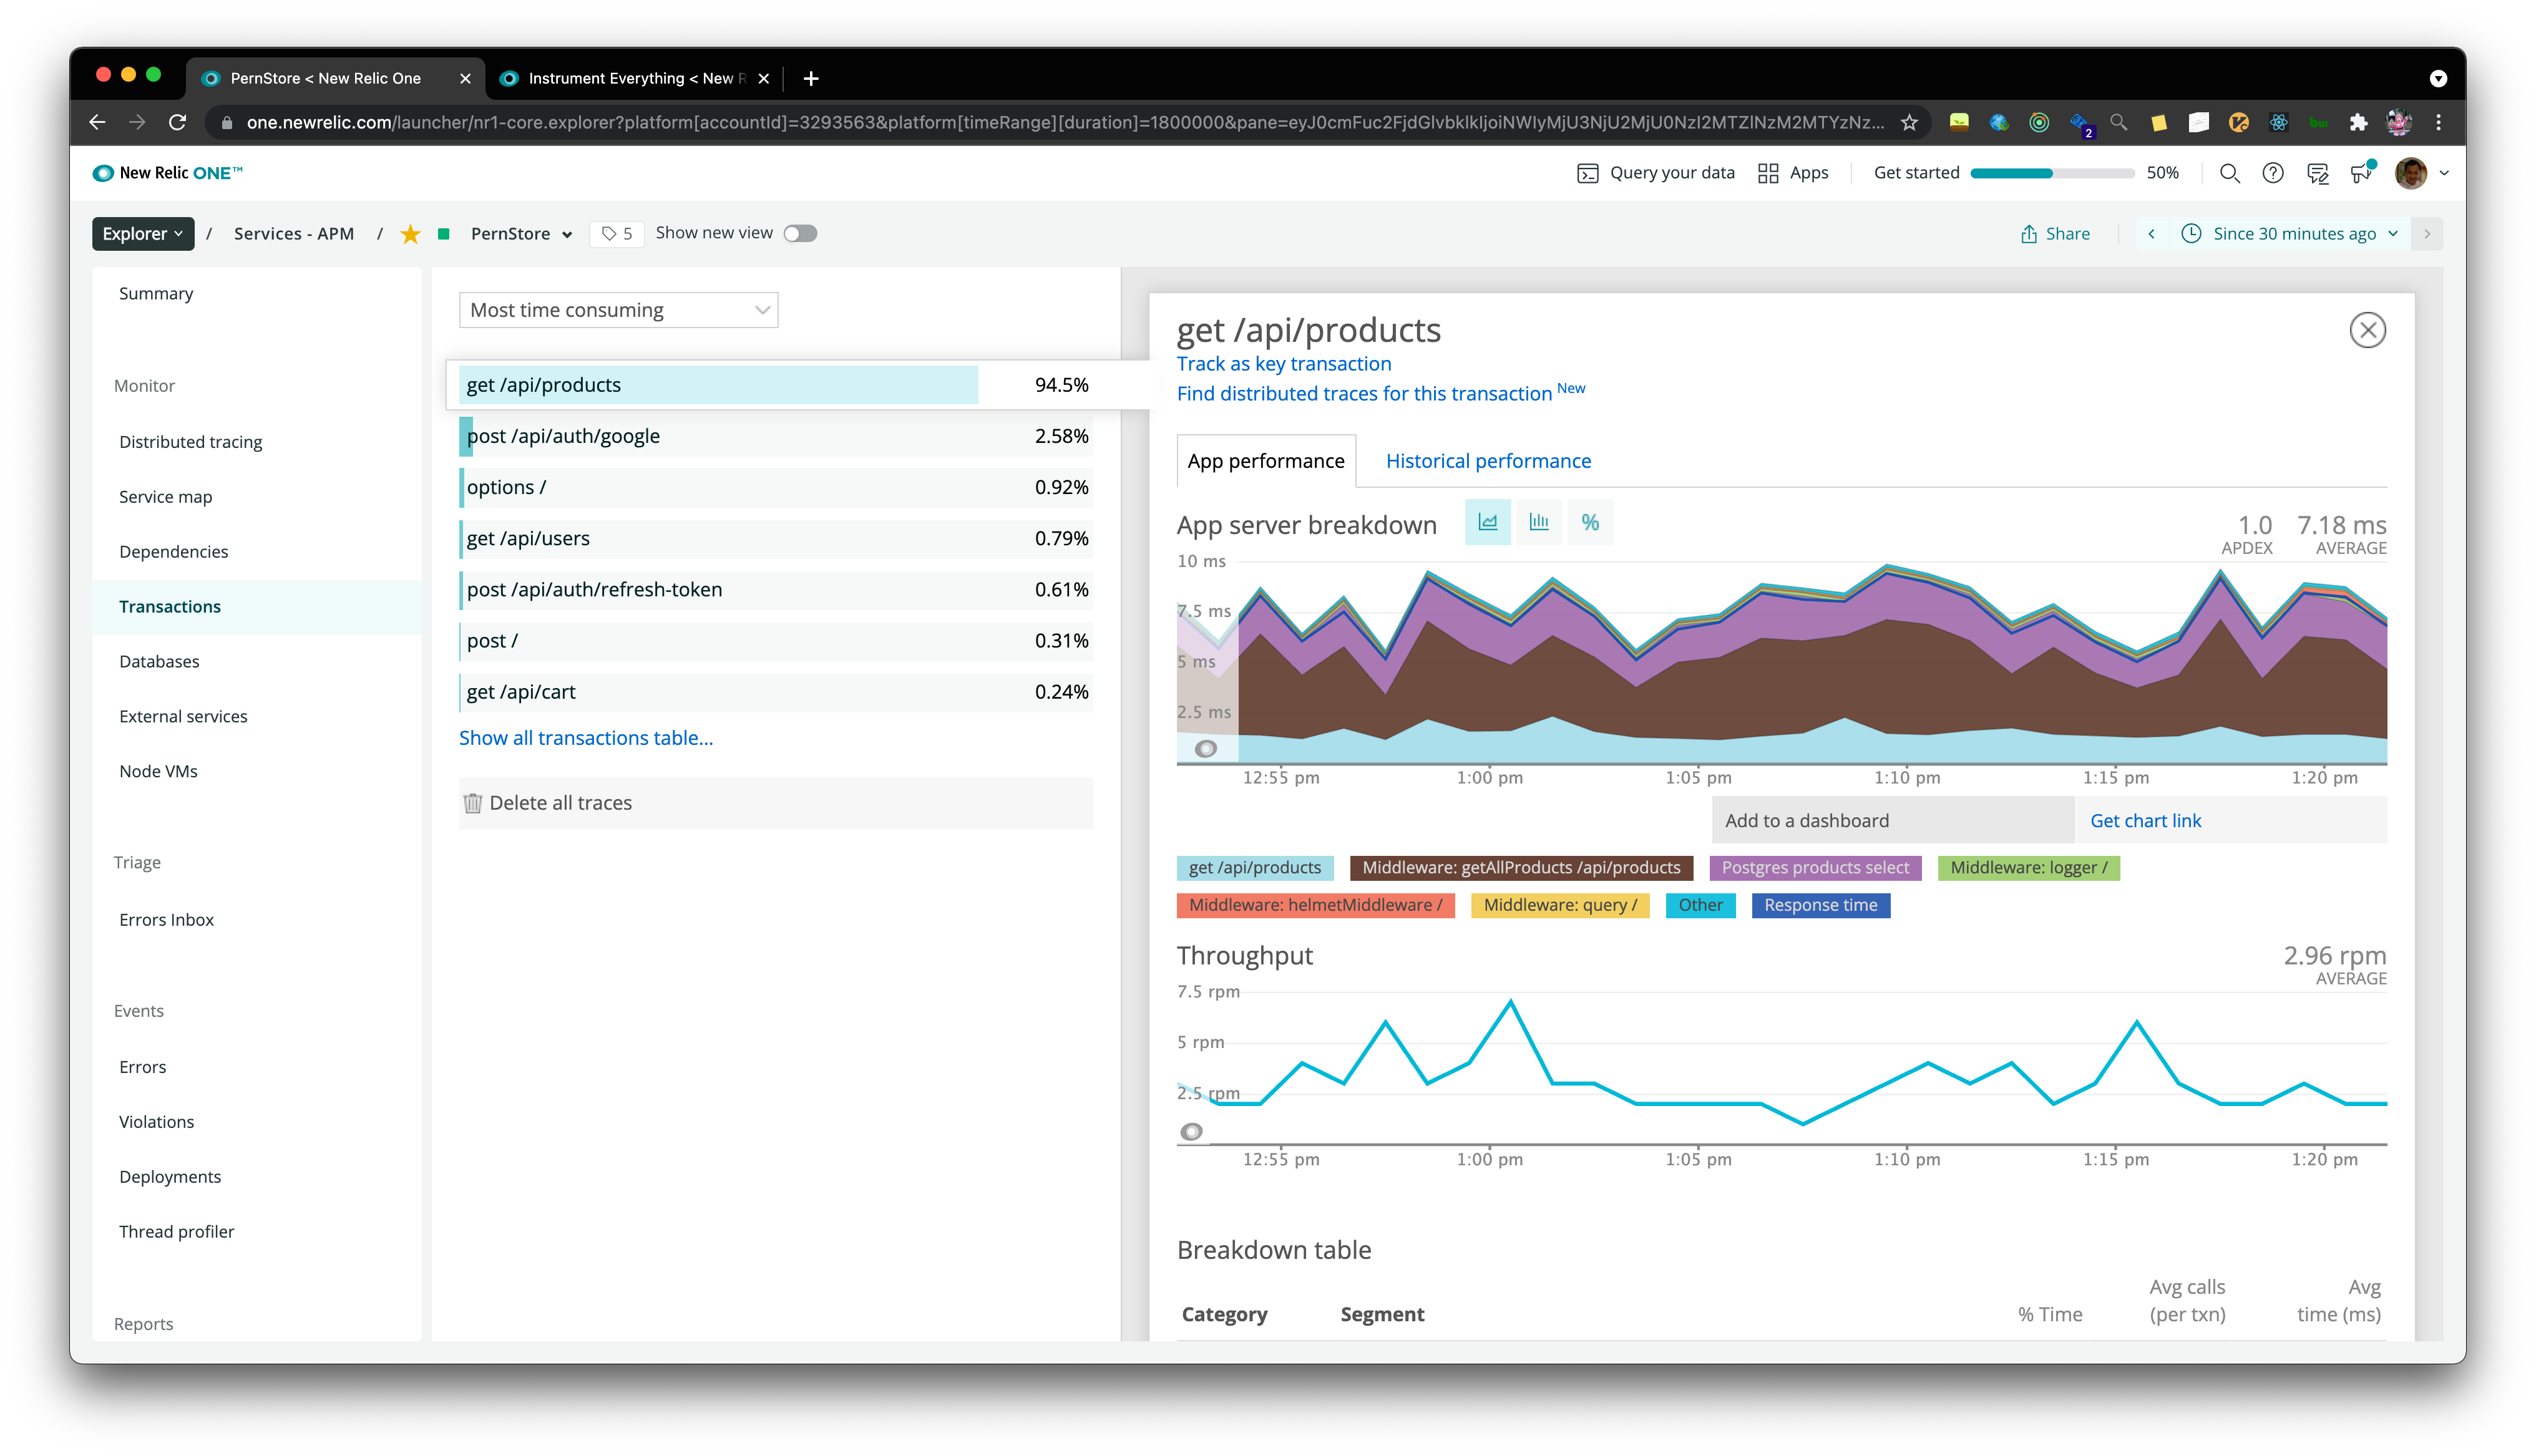 PernStore < New Relic One
Instrument Everything < New R
one.newrelic.com/launcher/nr1-core.explorer?platform[accountId]=3293563&platform[timeRange][duration]=1800000&pane=
2
New Relic ONE™
Query your data
Apps
Get started
50%
Explorer / Services - APM / PernStore
5
Show new view
Share
Since 30 minutes ago
Summary
Monitor
Distributed tracing
Service map
Dependencies
Transactions
Databases
External services
Node VMs
Triage
Errors Inbox
Events
Errors
Violations
Deployments
Thread profiler
Reports
Most time consuming
get /api/products 94.5%
post /api/auth/google 2.58%
options / 0.92%
get /api/users 0.79%
post /api/auth/refresh-token 0.61%
post / 0.31%
get /api/cart 0.24%
Show all transactions table...
Delete all traces
get /api/products
Track as key transaction
Find distributed traces for this transaction New
App performance
Historical performance
App server breakdown
%
1.0 7.18 ms
APDEX AVERAGE
10 ms
7.5 ms
5 ms
2.5 ms
12:55 pm 1:00 pm 1:05 pm 1:10 pm 1:15 pm 1:20 pm
Add to a dashboard
Get chart link
get /api/products Middleware: getAllProducts /api/products Postgres products select Middleware: logger /
Middleware: helmetMiddleware / Middleware: query / Other Response time
Throughput
2.96 rpm
AVERAGE
7.5 rpm
5 rpm
2.5 rpm
12:55 pm 1:00 pm 1:05 pm 1:10 pm 1:15 pm 1:20 pm
Breakdown table
Category Segment % Time Avg calls (per txn) Avg time (ms)